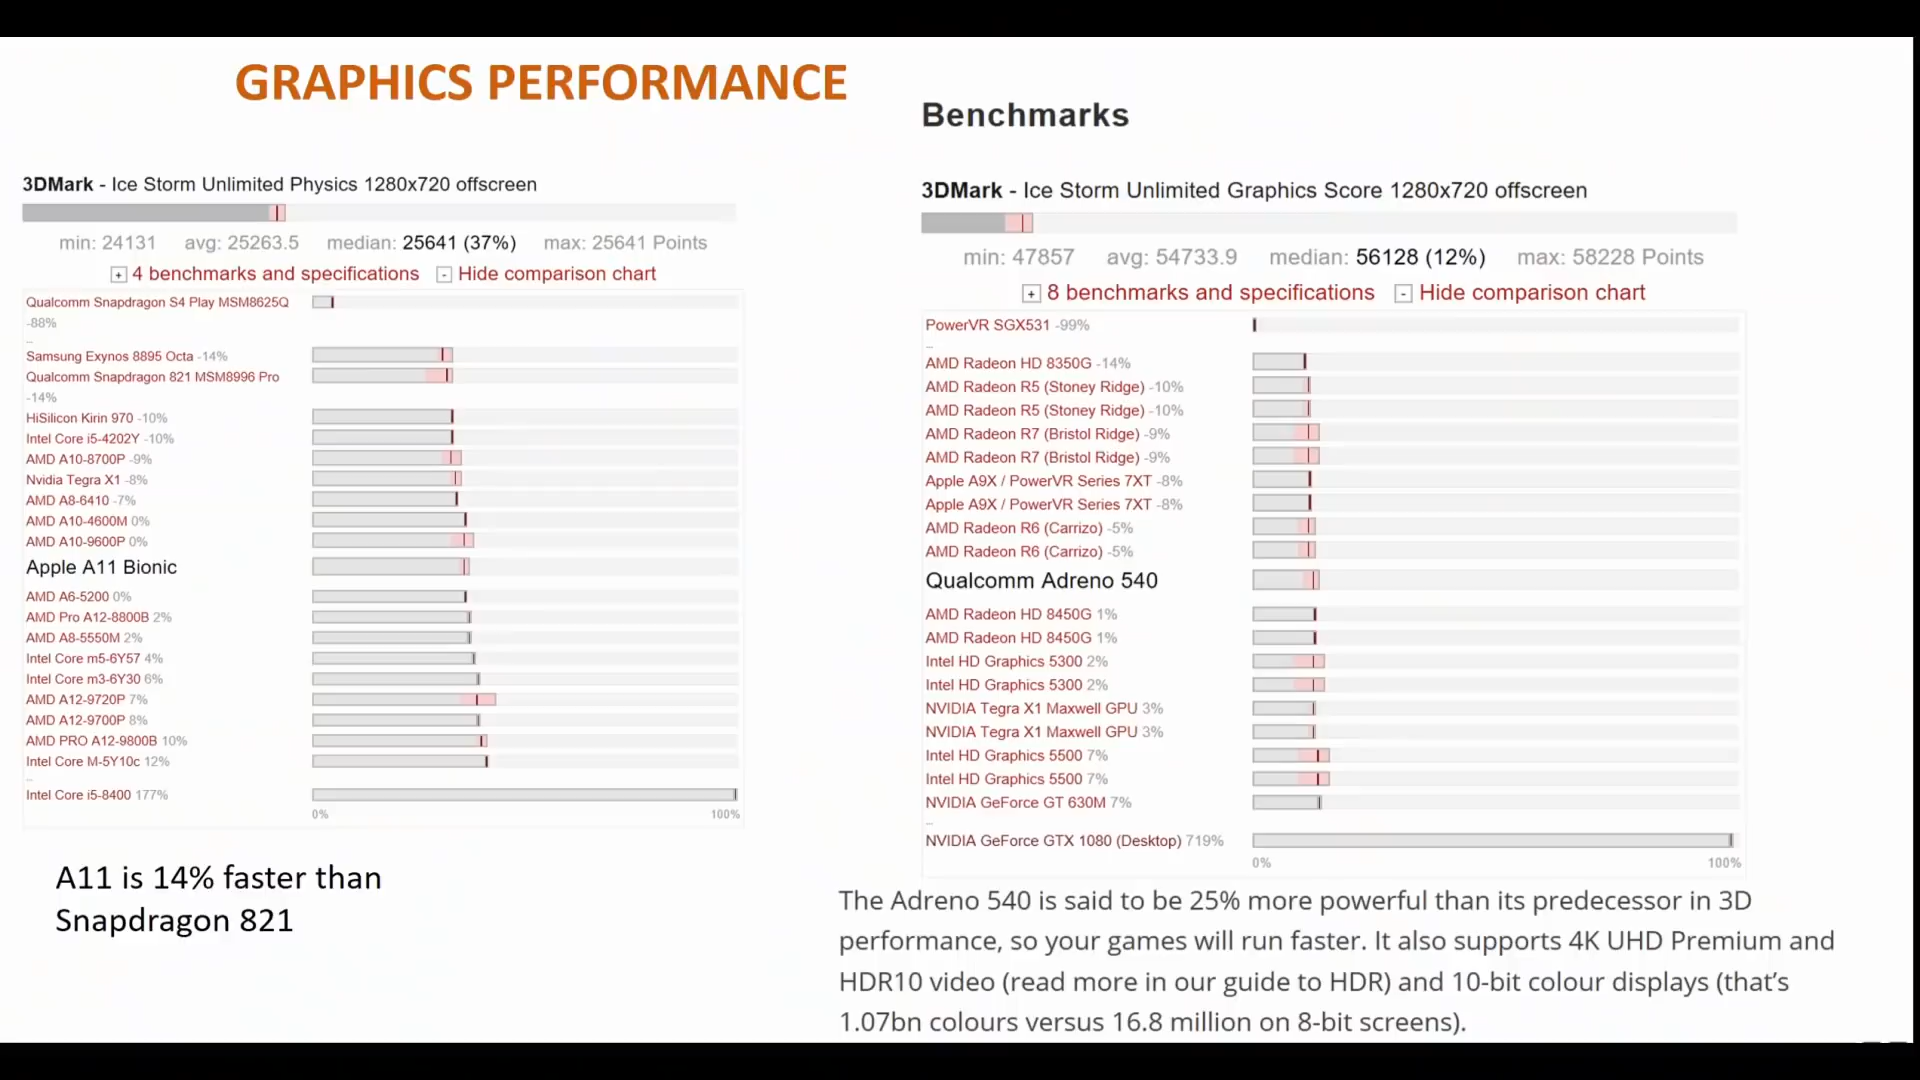 GRAPHICS PERFORMANCE
3DMark - Ice Storm Unlimited Physics 1280x720 offscreen
min: 24131 avg: 25263.5 median: 25641 (37%) max: 25641 Points
+ 4 benchmarks and specifications - Hide comparison chart
Qualcomm Snapdragon S4 Play MSM8625Q
-88%
...
Samsung Exynos 8895 Octa -14%
Qualcomm Snapdragon 821 MSM8996 Pro
-14%
HiSilicon Kirin 970 -10%
Intel Core i5-4202Y -10%
AMD A10-8700P -9%
Nvidia Tegra X1 -8%
AMD A8-6410 -7%
AMD A10-4600M 0%
AMD A10-9600P 0%
Apple A11 Bionic
AMD A6-5200 0%
AMD Pro A12-8800B 2%
AMD A8-5550M 2%
Intel Core m5-6Y57 4%
Intel Core m3-6Y30 6%
AMD A12-9720P 7%
AMD A12-9700P 8%
AMD PRO A12-9800B 10%
Intel Core M-5Y10c 12%
...
Intel Core i5-8400 177%
0% 100%
A11 is 14% faster than
Snapdragon 821
Benchmarks
3DMark - Ice Storm Unlimited Graphics Score 1280x720 offscreen
min: 47857 avg: 54733.9 median: 56128 (12%) max: 58228 Points
+ 8 benchmarks and specifications - Hide comparison chart
PowerVR SGX531 -99%
...
AMD Radeon HD 8350G -14%
AMD Radeon R5 (Stoney Ridge) -10%
AMD Radeon R5 (Stoney Ridge) -10%
AMD Radeon R7 (Bristol Ridge) -9%
AMD Radeon R7 (Bristol Ridge) -9%
Apple A9X / PowerVR Series 7XT -8%
Apple A9X / PowerVR Series 7XT -8%
AMD Radeon R6 (Carrizo) -5%
AMD Radeon R6 (Carrizo) -5%
Qualcomm Adreno 540
AMD Radeon HD 8450G 1%
AMD Radeon HD 8450G 1%
Intel HD Graphics 5300 2%
Intel HD Graphics 5300 2%
NVIDIA Tegra X1 Maxwell GPU 3%
NVIDIA Tegra X1 Maxwell GPU 3%
Intel HD Graphics 5500 7%
Intel HD Graphics 5500 7%
NVIDIA GeForce GT 630M 7%
...
NVIDIA GeForce GTX 1080 (Desktop) 719%
0% 100%
The Adreno 540 is said to be 25% more powerful than its predecessor in 3D
performance, so your games will run faster. It also supports 4K UHD Premium and
HDR10 video (read more in our guide to HDR) and 10-bit colour displays (that’s
1.07bn colours versus 16.8 million on 8-bit screens).